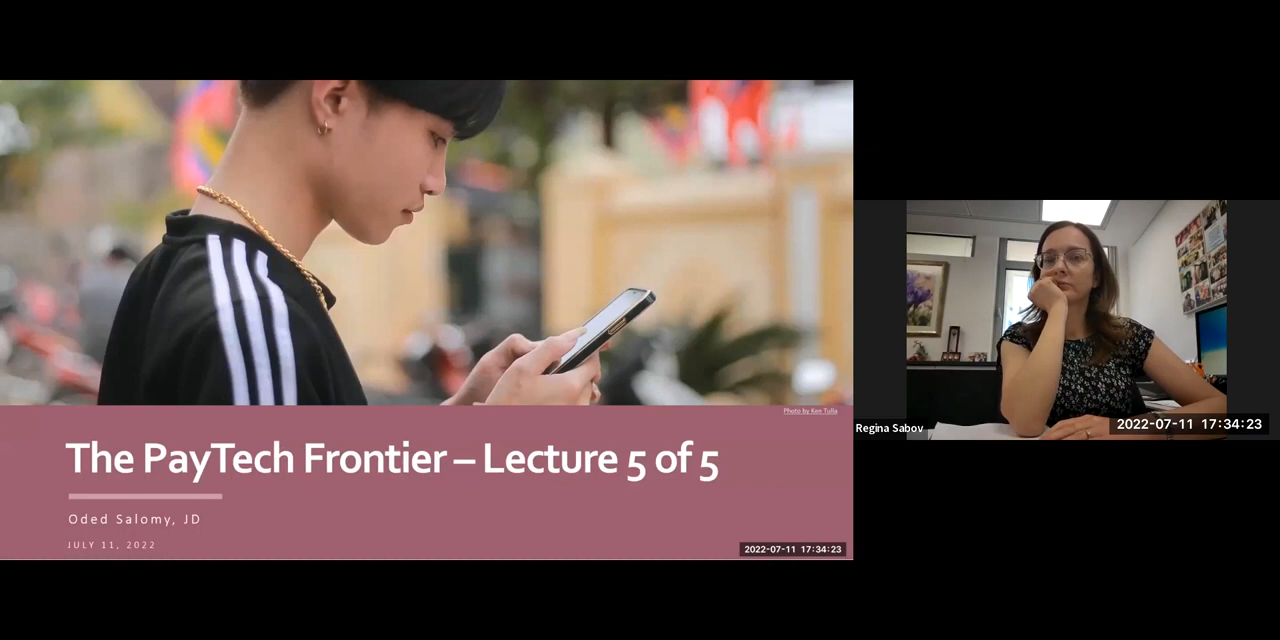 Photo by Ken Tulla
The PayTech Frontier – Lecture 5 of 5
Oded Salomy, JD
JULY 11, 2022
2022-07-11 17:34:23
Regina Sabov
2022-07-11 17:34:23